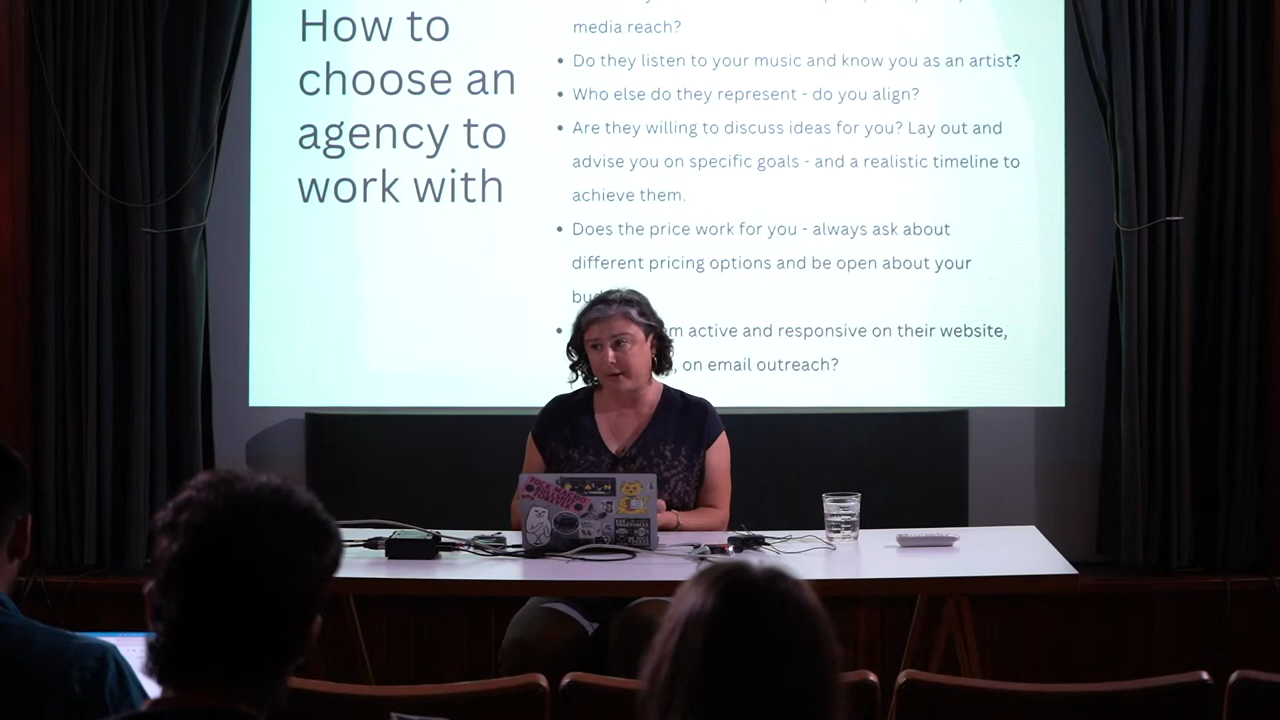 How to
choose an
agency to
work with
media reach?
• Do they listen to your music and know you as an artist?
• Who else do they represent - do you align?
• Are they willing to discuss ideas for you? Lay out and
advise you on specific goals - and a realistic timeline to
achieve them.
• Does the price work for you - always ask about
different pricing options and be open about your
active and responsive on their website,
, on email outreach?
FOREVER